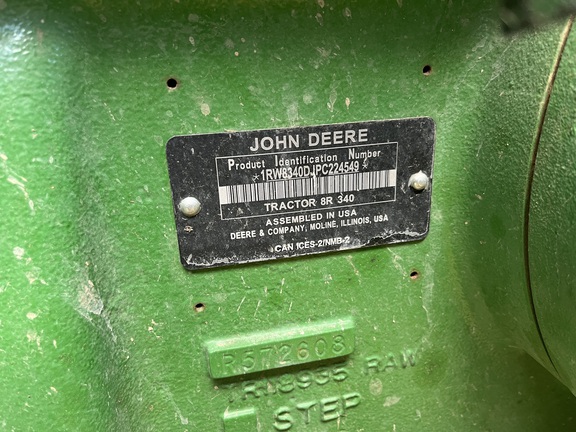 JOHN DEERE
Product Identification Number
*1RW8340DJPC224549*
TRACTOR 8R 340
ASSEMBLED IN USA
DEERE & COMPANY, MOLINE, ILLINOIS, USA
CAN ICES-2/NMB-2
R572608
RAW
STEP